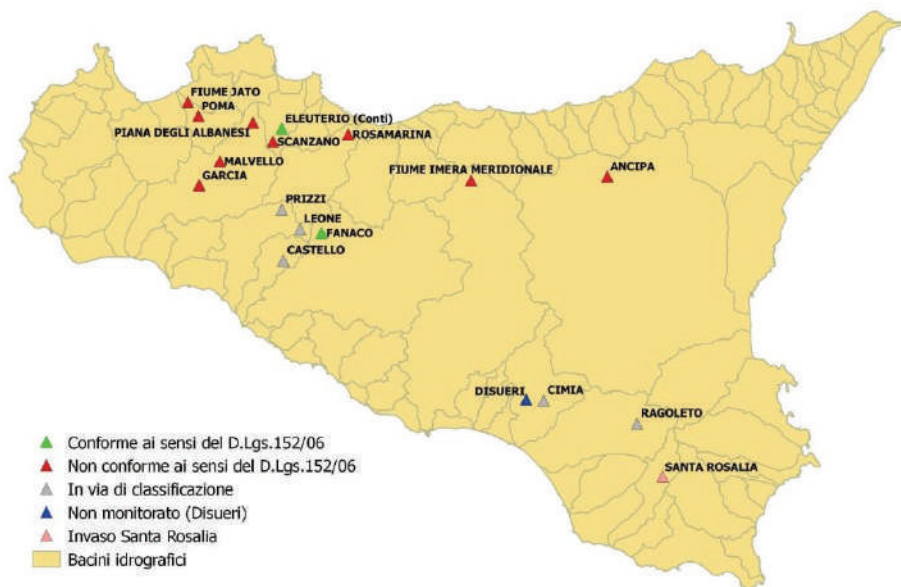 FIUME JATO
POMA
ELEUTERIO (Conti)
PIANA DEGLI ALBANESI
SCANZANO
ROSAMARINA
MALVELLO
GARCIA
FIUME IMERA MERIDIONALE
ANCIPA
PRIZZI
LEONE
FANACO
CASTELLO
DISUERI
CIMIA
RAGOLETO
SANTA ROSALIA
Conforme ai sensi del D.Lgs.152/06
Non conforme ai sensi del D.Lgs.152/06
In via di classificazione
Non monitorato (Disueri)
Invaso Santa Rosalia
Bacini idrografici